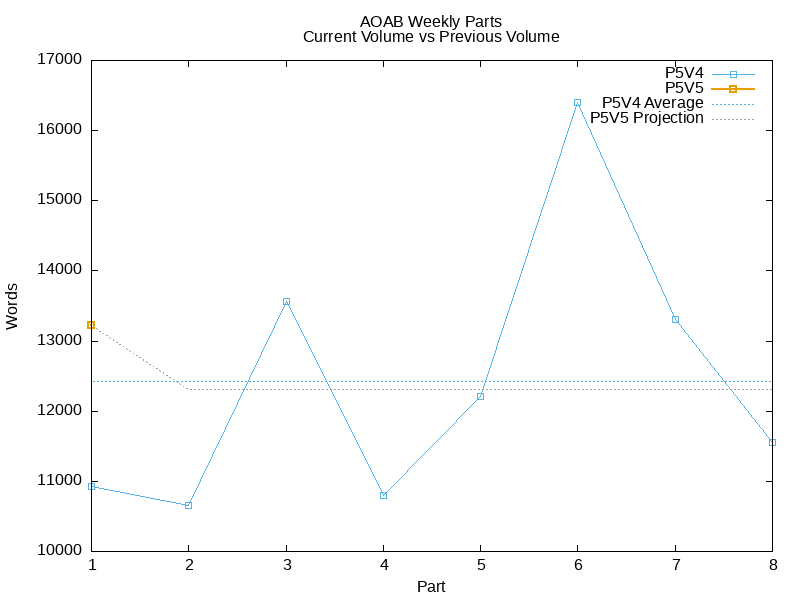 AOAB Weekly Parts
Current Volume vs Previous Volume
17000
16000
15000
14000
13000
12000
11000
10000
Words
P5V4
P5V5
P5V4 Average
P5V5 Projection
1 2 3 4 5 6 7 8
Part